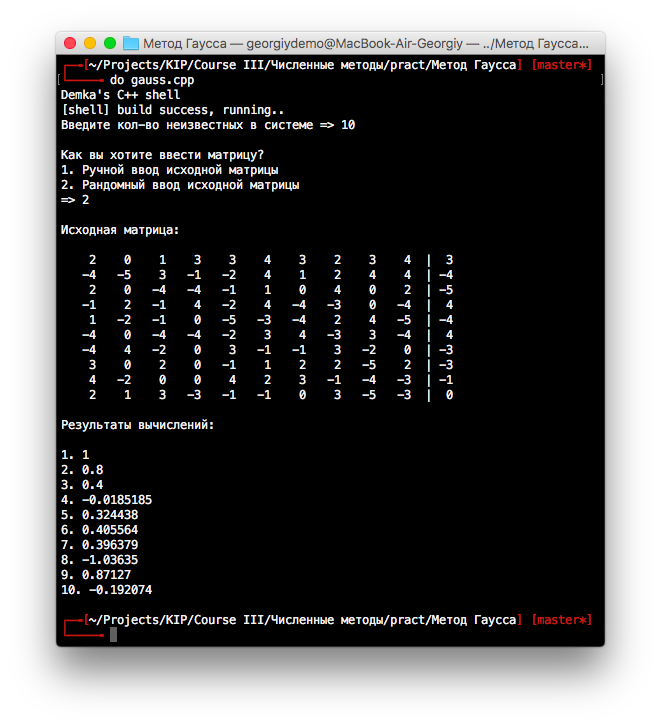 Метод Гаусса — georgiydemo@MacBook-Air-Georgiy — ../Метод Гаусса...
[~/Projects/KIP/Course III/Численные методы/pract/Метод Гаусса] [master*]
do gauss.cpp
Demka's C++ shell
[shell] build success, running..
Введите кол-во неизвестных в системе => 10
Как вы хотите ввести матрицу?
1. Ручной ввод исходной матрицы
2. Рандомный ввод исходной матрицы
=> 2
Исходная матрица:
2 0 1 3 3 4 3 2 3 4 | 3
-4 -5 3 -1 -2 4 1 2 4 4 | -4
2 0 -4 -4 -1 1 0 4 0 2 | -5
-1 2 -1 4 -2 4 -4 -3 0 -4 | 4
1 -2 -1 0 -5 -3 -4 2 4 -5 | -4
-4 0 -4 -4 -2 3 4 -3 3 -4 | 4
-4 4 -2 0 3 -1 -1 3 -2 0 | -3
3 0 2 0 -1 1 2 2 -5 2 | -3
4 -2 0 0 4 2 3 -1 -4 -3 | -1
2 1 3 -3 -1 -1 0 3 -5 -3 | 0
Результаты вычислений:
1. 1
2. 0.8
3. 0.4
4. -0.0185185
5. 0.324438
6. 0.405564
7. 0.396379
8. -1.03635
9. 0.87127
10. -0.192074
[~/Projects/KIP/Course III/Численные методы/pract/Метод Гаусса] [master*]